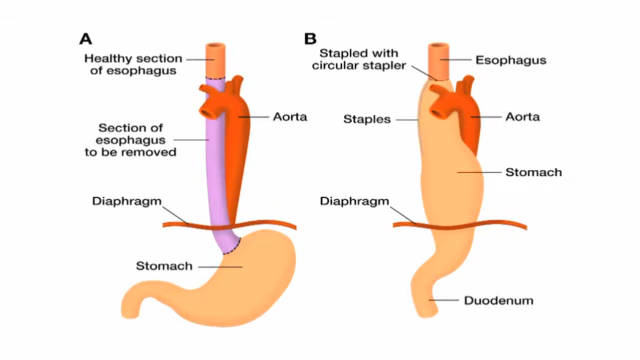 A
Healthy section
of esophagus
Aorta
Section of
esophagus
to be removed
Diaphragm
Stomach
B
Stapled with
circular stapler
Esophagus
Staples
Aorta
Stomach
Diaphragm
Duodenum